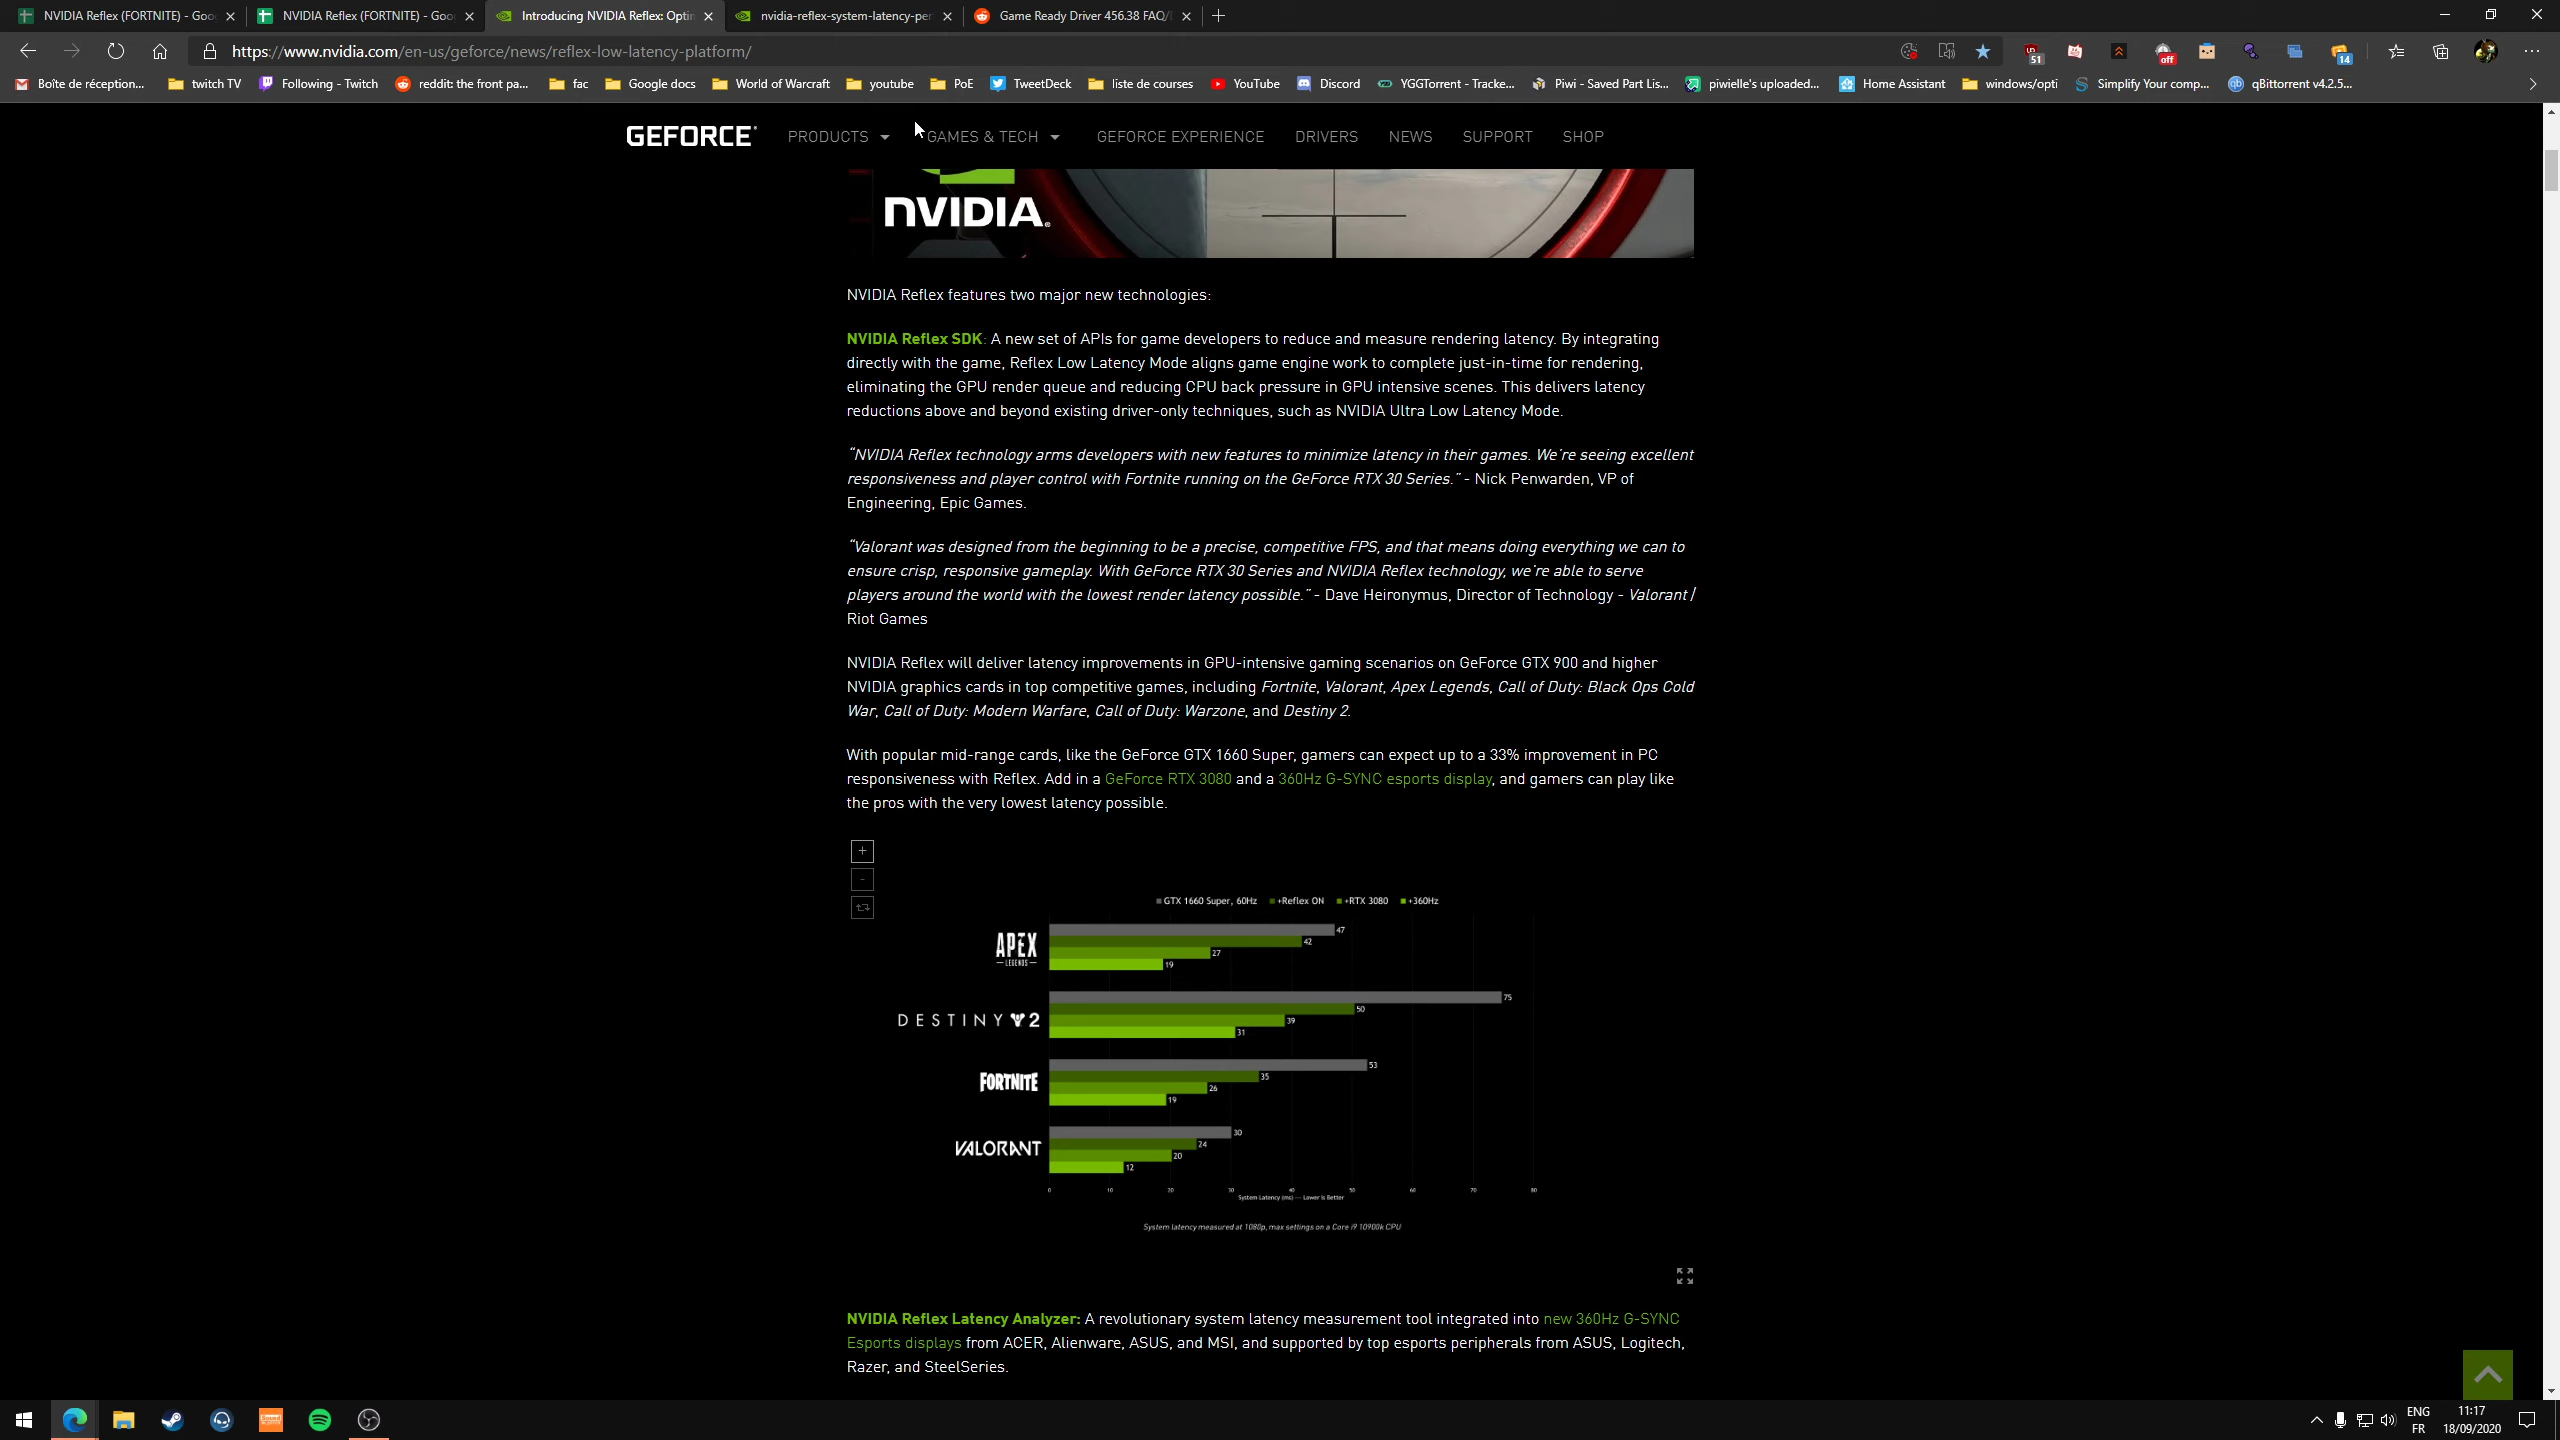 NVIDIA Reflex (FORTNITE) - Goo
NVIDIA Reflex (FORTNITE) - Goo
Introducing NVIDIA Reflex: Optim
nvidia-reflex-system-latency-per
Game Ready Driver 456.38 FAQ/
https://www.nvidia.com/en-us/geforce/news/reflex-low-latency-platform/
51
off
14
Boîte de réception...
twitch TV
Following - Twitch
reddit: the front pa...
fac
Google docs
World of Warcraft
youtube
PoE
TweetDeck
liste de courses
YouTube
Discord
YGGTorrent - Tracke...
Piwi - Saved Part Lis...
piwielle's uploaded...
Home Assistant
windows/opti
Simplify Your comp...
qBittorrent v4.2.5...
GEFORCE
PRODUCTS
GAMES & TECH
GEFORCE EXPERIENCE
DRIVERS
NEWS
SUPPORT
SHOP
NVIDIA.
NVIDIA Reflex features two major new technologies:
NVIDIA Reflex SDK: A new set of APIs for game developers to reduce and measure rendering latency. By integrating
directly with the game, Reflex Low Latency Mode aligns game engine work to complete just-in-time for rendering,
eliminating the GPU render queue and reducing CPU back pressure in GPU intensive scenes. This delivers latency
reductions above and beyond existing driver-only techniques, such as NVIDIA Ultra Low Latency Mode.
“NVIDIA Reflex technology arms developers with new features to minimize latency in their games. We're seeing excellent
responsiveness and player control with Fortnite running on the GeForce RTX 30 Series.” - Nick Penwarden, VP of
Engineering, Epic Games.
“Valorant was designed from the beginning to be a precise, competitive FPS, and that means doing everything we can to
ensure crisp, responsive gameplay. With GeForce RTX 30 Series and NVIDIA Reflex technology, we're able to serve
players around the world with the lowest render latency possible.” - Dave Heironymus, Director of Technology - Valorant /
Riot Games
NVIDIA Reflex will deliver latency improvements in GPU-intensive gaming scenarios on GeForce GTX 900 and higher
NVIDIA graphics cards in top competitive games, including Fortnite, Valorant, Apex Legends, Call of Duty: Black Ops Cold
War, Call of Duty: Modern Warfare, Call of Duty: Warzone, and Destiny 2.
With popular mid-range cards, like the GeForce GTX 1660 Super, gamers can expect up to a 33% improvement in PC
responsiveness with Reflex. Add in a GeForce RTX 3080 and a 360Hz G-SYNC esports display, and gamers can play like
the pros with the very lowest latency possible.
+
-
GTX 1660 Super, 60Hz +Reflex ON +RTX 3080 +360Hz
APEX
LEGENDS
47
42
27
19
DESTINY 2
75
50
39
31
FORTNITE
53
35
26
19
VALORANT
30
24
20
12
0 10 20 30 40 50 60 70 80
System Latency (ms) — Lower is Better
System latency measured at 1080p, max settings on a Core i9 10900k CPU
NVIDIA Reflex Latency Analyzer: A revolutionary system latency measurement tool integrated into new 360Hz G-SYNC
Esports displays from ACER, Alienware, ASUS, and MSI, and supported by top esports peripherals from ASUS, Logitech,
Razer, and SteelSeries.
ENG
FR
11:17
18/09/2020